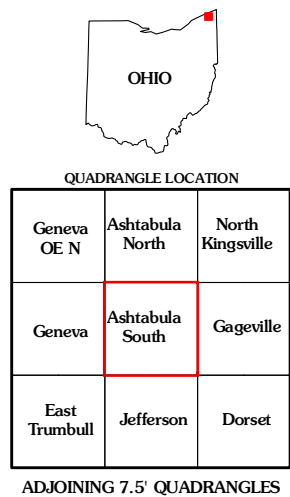 OHIO
QUADRANGLE LOCATION
Geneva
OE N
Ashtabula
North
North
Kingsville
Geneva
Ashtabula
South
Gageville
East
Trumbull
Jefferson
Dorset
ADJOINING 7.5' QUADRANGLES